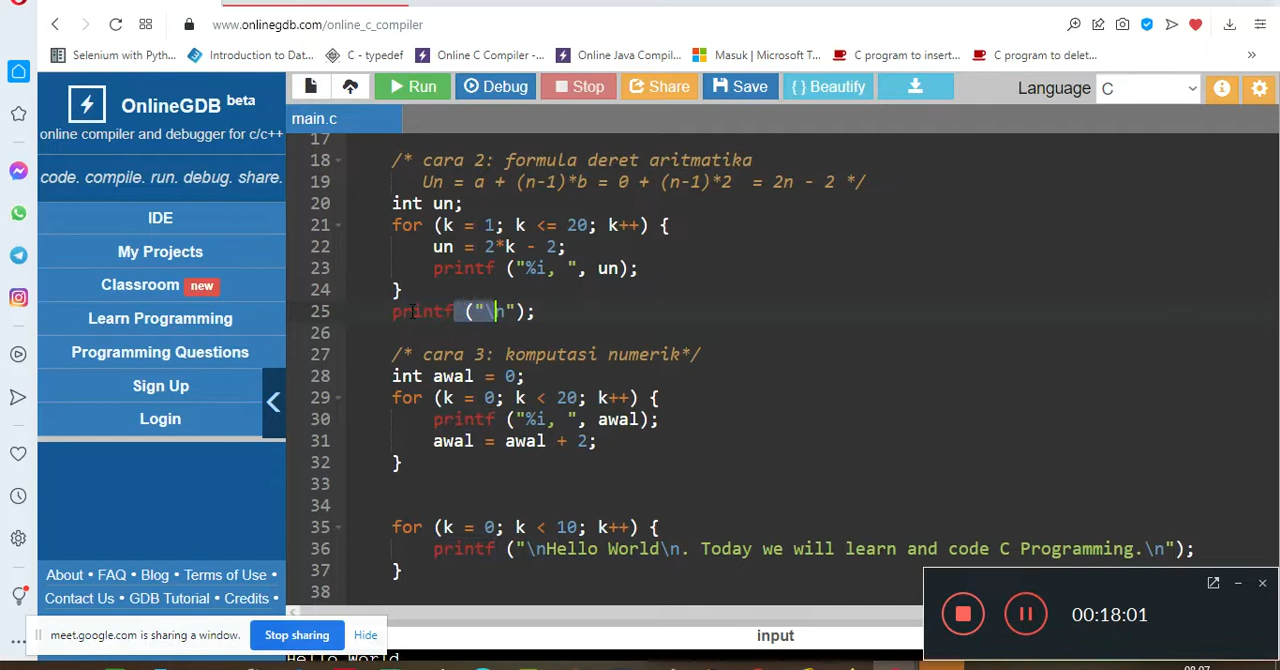 www.onlinegdb.com/online_c_compiler
Selenium with Pyth... Introduction to Dat... C - typedef Online C Compiler -... Online Java Compil... Masuk | Microsoft T... C program to insert... C program to delet... »
OnlineGDB beta
online compiler and debugger for c/c++
code. compile. run. debug. share.
IDE
My Projects
Classroom new
Learn Programming
Programming Questions
Sign Up
Login
About • FAQ • Blog • Terms of Use •
Contact Us • GDB Tutorial • Credits •
Run Debug Stop Share Save { } Beautify Language C
main.c
17
18 /* cara 2: formula deret aritmatika
19 Un = a + (n-1)*b = 0 + (n-1)*2  = 2n - 2 */
20 int un;
21 for (k = 1; k <= 20; k++) {
22 un = 2*k - 2;
23 printf ("%i, ", un);
24 }
25 printf ("\n");
26
27 /* cara 3: komputasi numerik*/
28 int awal = 0;
29 for (k = 0; k < 20; k++) {
30 printf ("%i, ", awal);
31 awal = awal + 2;
32 }
33
34
35 for (k = 0; k < 10; k++) {
36 printf ("\nHello World\n. Today we will learn and code C Programming.\n");
37 }
38
input
Hello World
meet.google.com is sharing a window. Stop sharing Hide
00:18:01